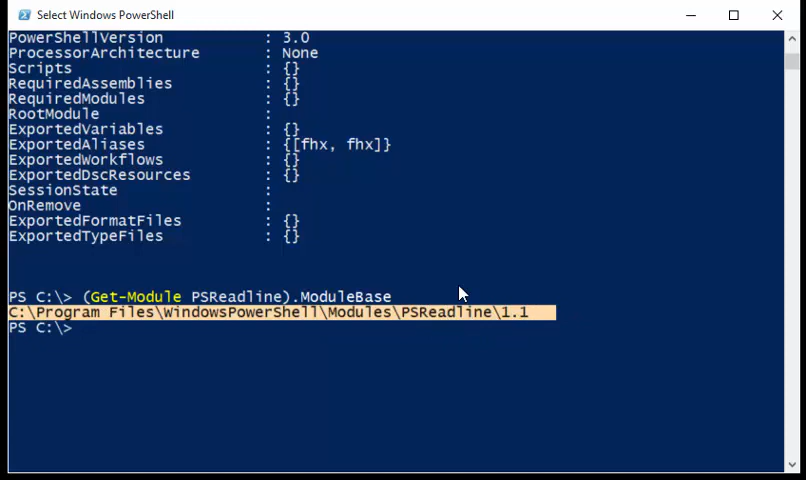 Select Windows PowerShell
PowerShellVersion : 3.0
ProcessorArchitecture : None
Scripts : {}
RequiredAssemblies : {}
RequiredModules : {}
RootModule :
ExportedVariables : {}
ExportedAliases : {[fhx, fhx]}
ExportedWorkflows : {}
ExportedDscResources : {}
SessionState :
OnRemove :
ExportedFormatFiles : {}
ExportedTypeFiles : {}
PS C:\> (Get-Module PSReadline).ModuleBase
C:\Program Files\WindowsPowerShell\Modules\PSReadline\1.1
PS C:\>